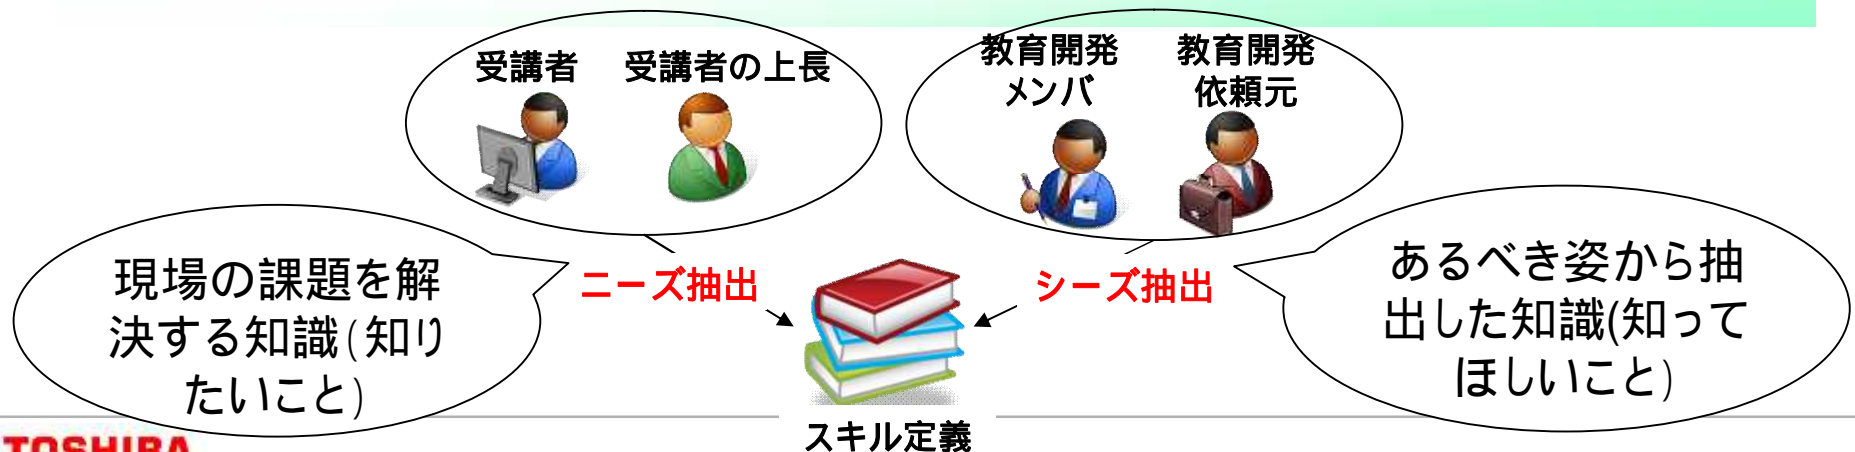 受講者
受講者の上長
教育開発
メンバ
教育開発
依頼元
現場の課題を解
決する知識(知り
たいこと)
ニーズ抽出
シーズ抽出
あるべき姿から抽
出した知識(知って
ほしいこと)
スキル定義
TOSHIBA